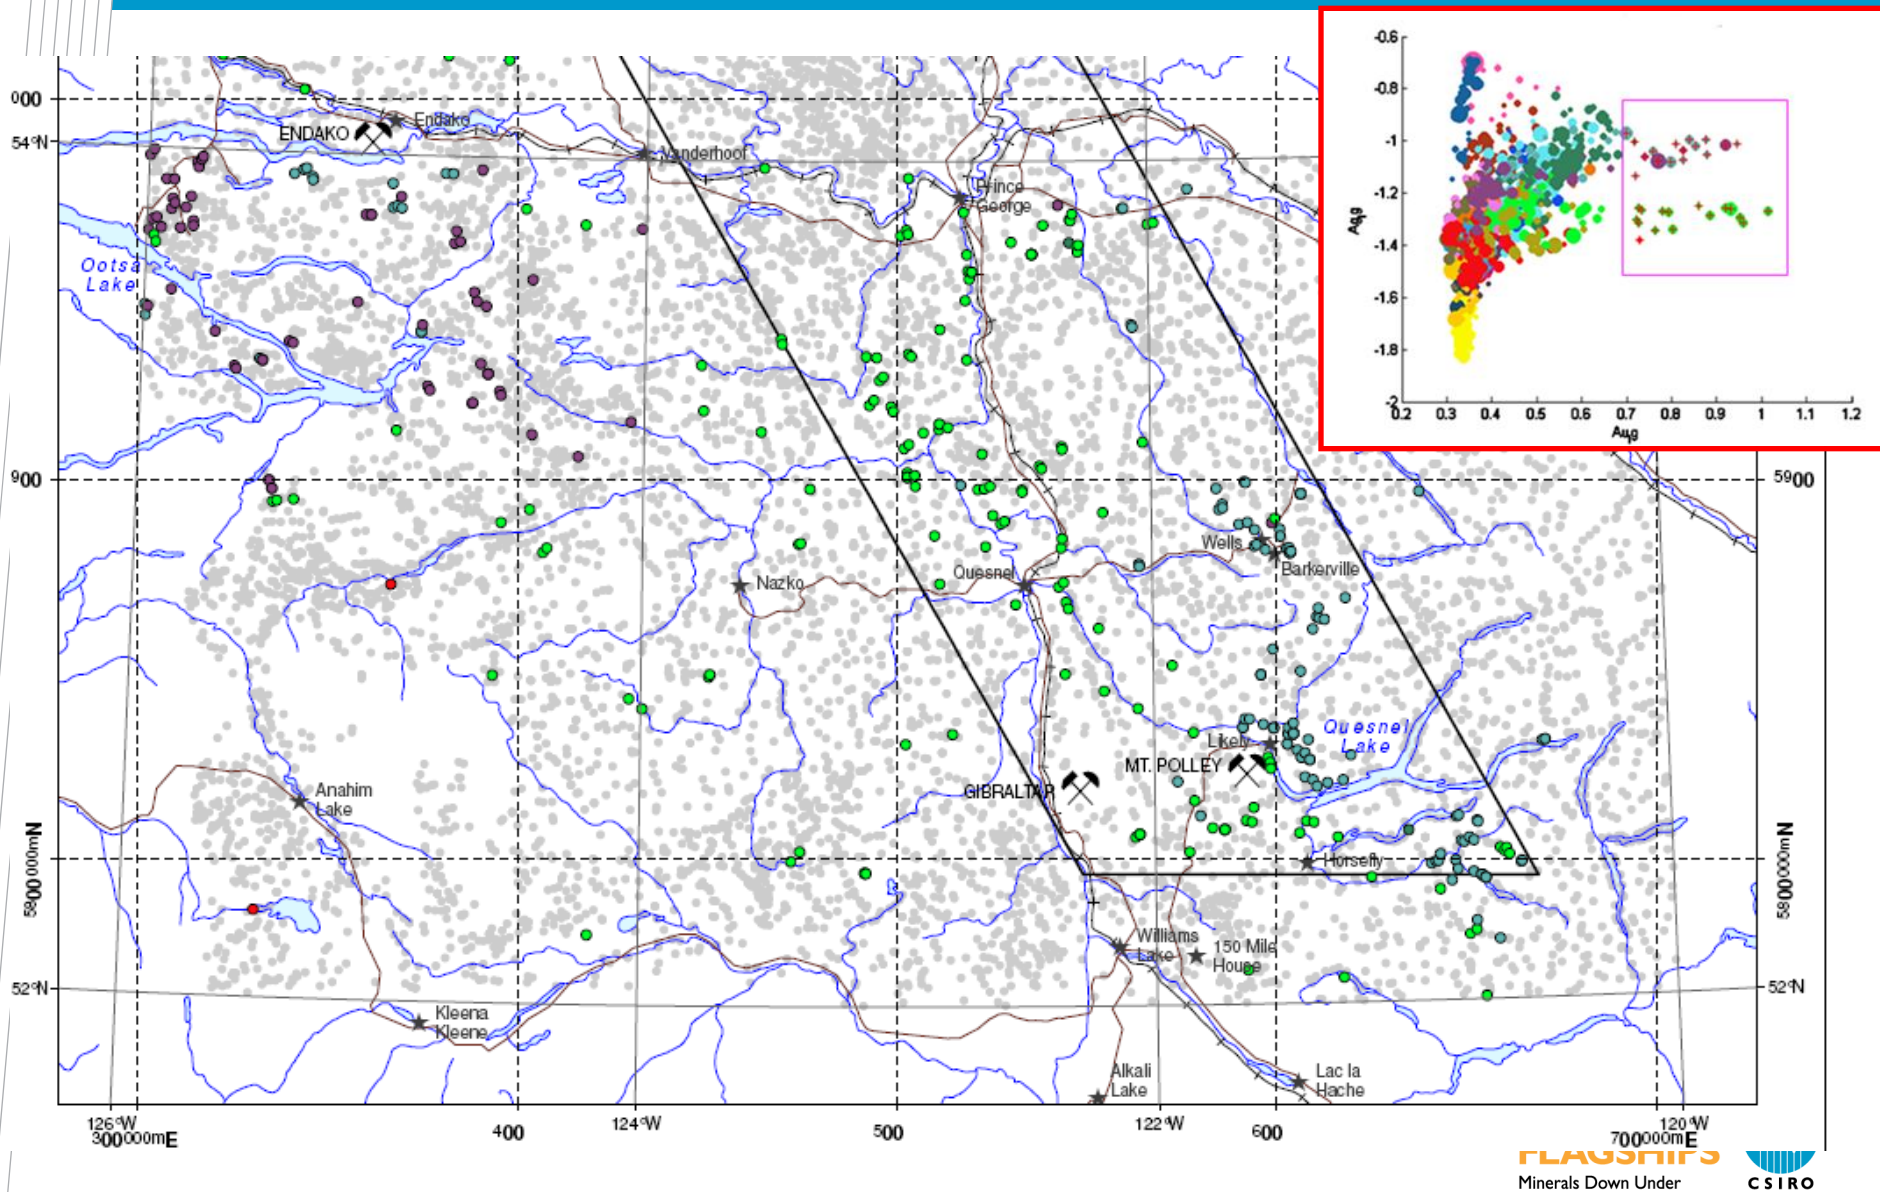 -0.6
-0.8
-1
-1.2
-1.4
-1.6
-1.8
-2
0.2 0.3 0.4 0.5 0.6 0.7 0.8 0.9 1 1.1 1.2
000
54°N
ENDAKO
Endako
Vanderhoof
Prince
George
Ootsa
Lake
900
5900
Wells
Barkerville
Quesnel
Nazko
Quesnel
Lake
Likely
MT. POLLEY
GIBRALTAR
Anahim
Lake
Horsefly
5800000mN
5800000mN
Williams
Lake
150 Mile
House
52°N
52°N
Kleena
Kleene
Alkali
Lake
Lac la
Hache
126°W
300000mE
400
124°W
500
122°W
600
120°W
700000mE
FLAGSHIPS
Minerals Down Under
CSIRO